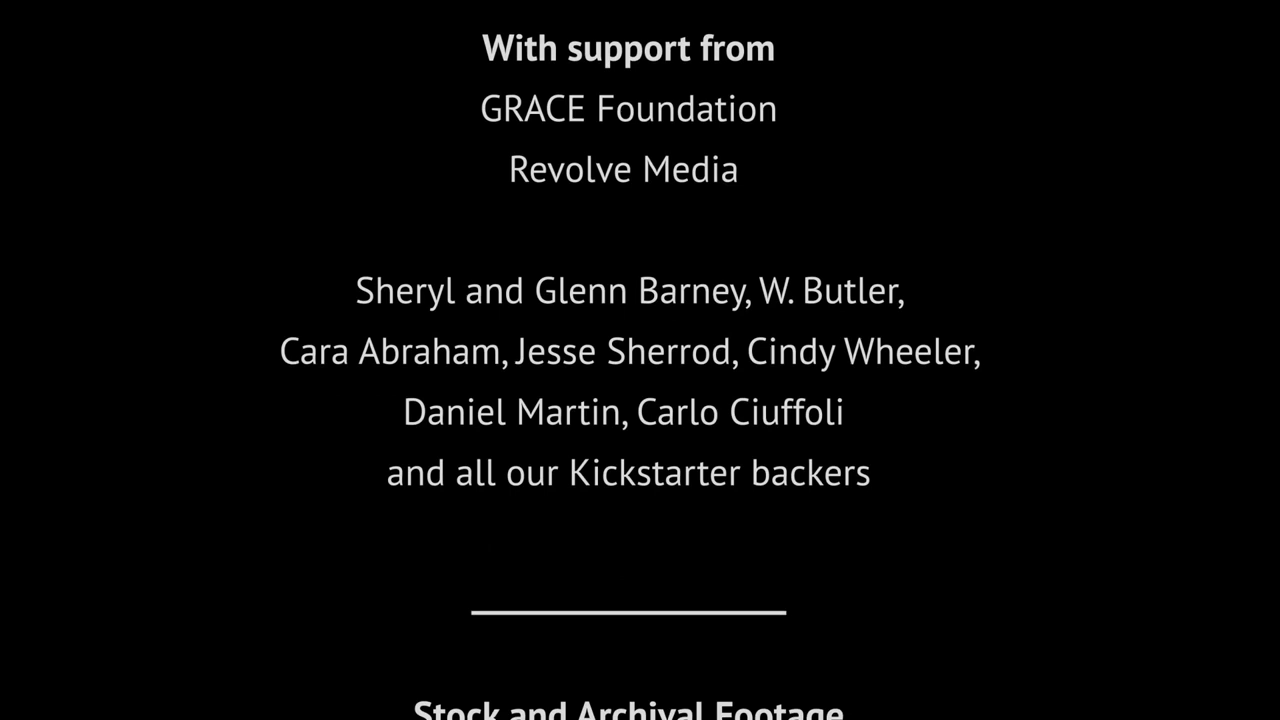 With support from
GRACE Foundation
Revolve Media
Sheryl and Glenn Barney, W. Butler,
Cara Abraham, Jesse Sherrod, Cindy Wheeler,
Daniel Martin, Carlo Ciuffoli
and all our Kickstarter backers
Stock and Archival Footage